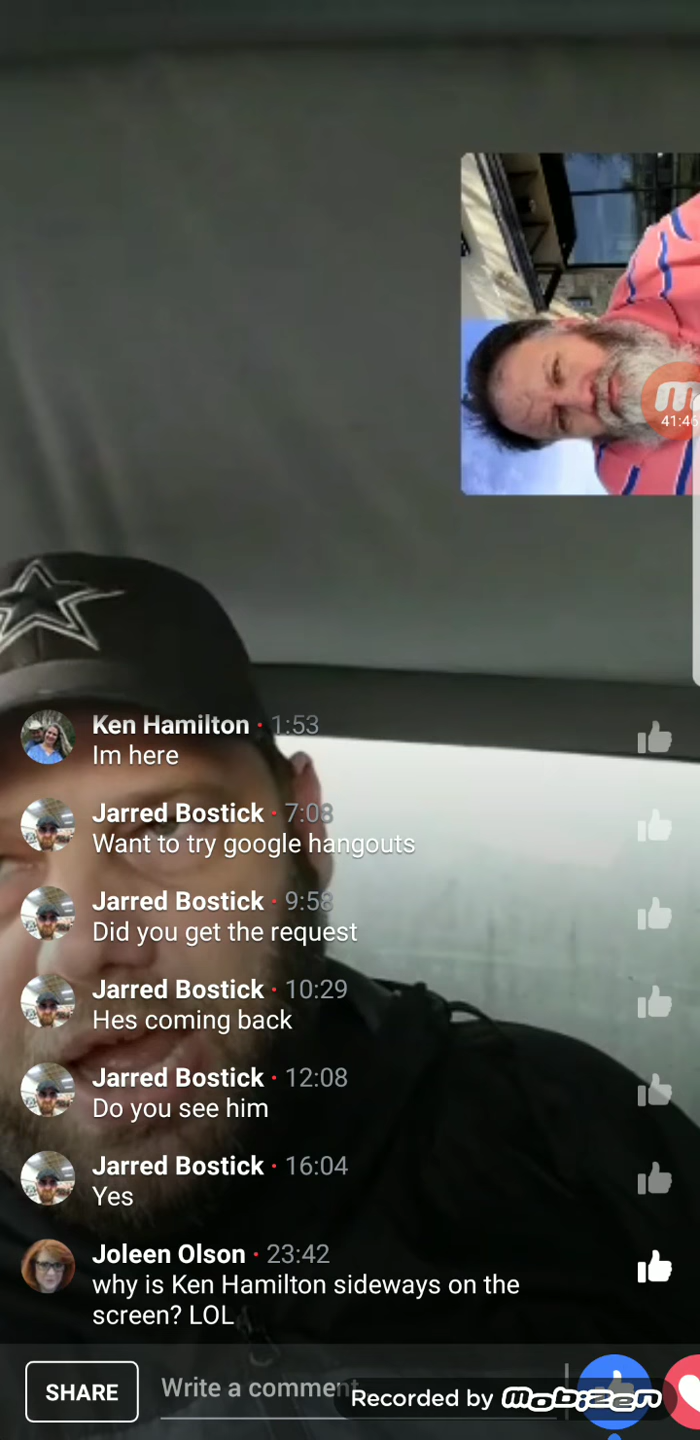 41:46
Ken Hamilton · 1:53
Im here
Jarred Bostick · 7:08
Want to try google hangouts
Jarred Bostick · 9:58
Did you get the request
Jarred Bostick · 10:29
Hes coming back
Jarred Bostick · 12:08
Do you see him
Jarred Bostick · 16:04
Yes
Joleen Olson · 23:42
why is Ken Hamilton sideways on the
screen? LOL
SHARE
Write a comment
Recorded by mobizen